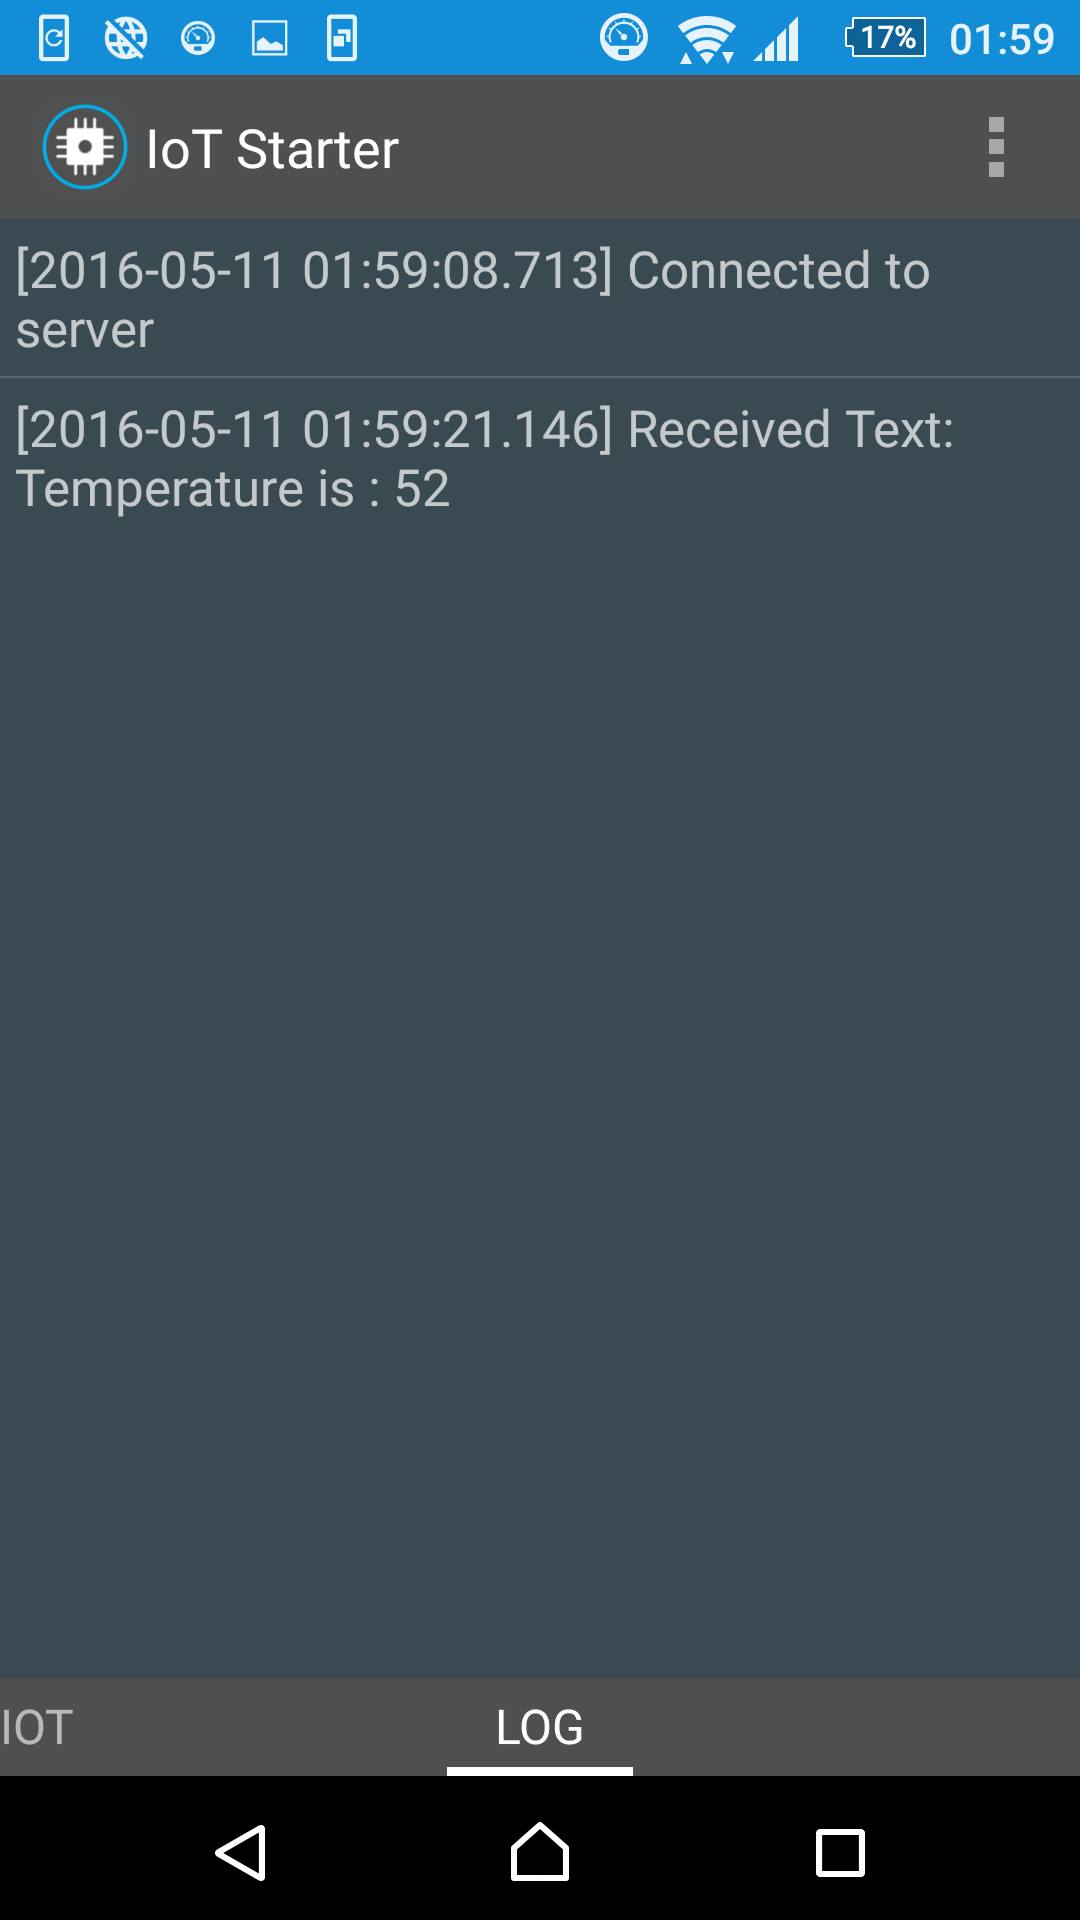 17% 01:59
IoT Starter
[2016-05-11 01:59:08.713] Connected to
server
[2016-05-11 01:59:21.146] Received Text:
Temperature is : 52
IOT LOG